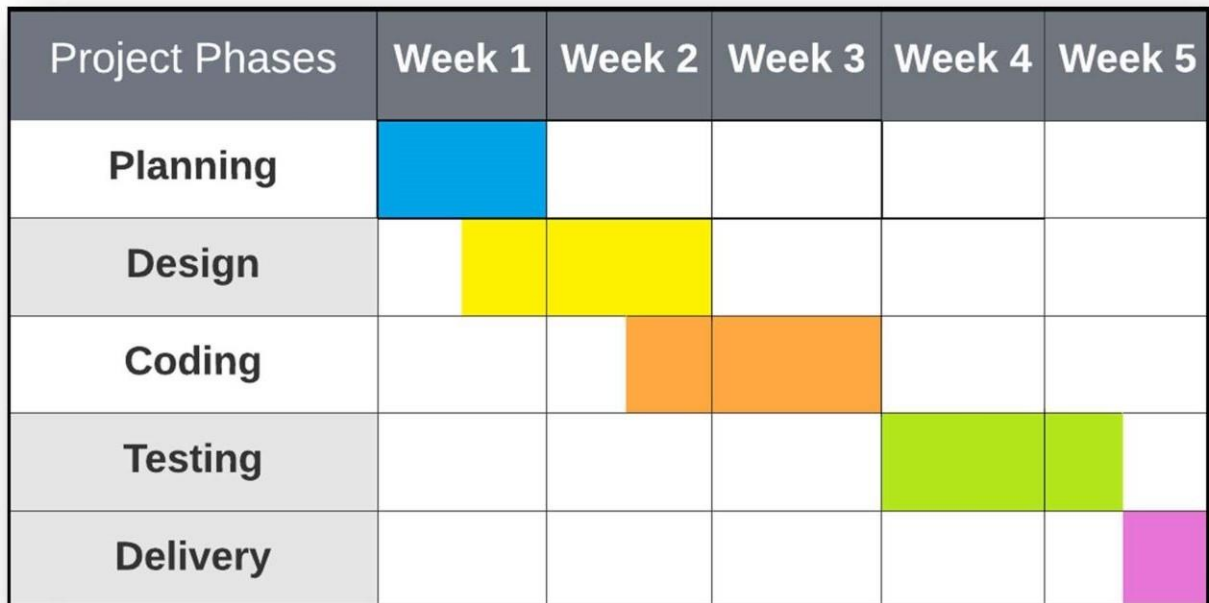 Project Phases Week 1 Week 2 Week 3 Week 4 Week 5
Planning
Design
Coding
Testing
Delivery